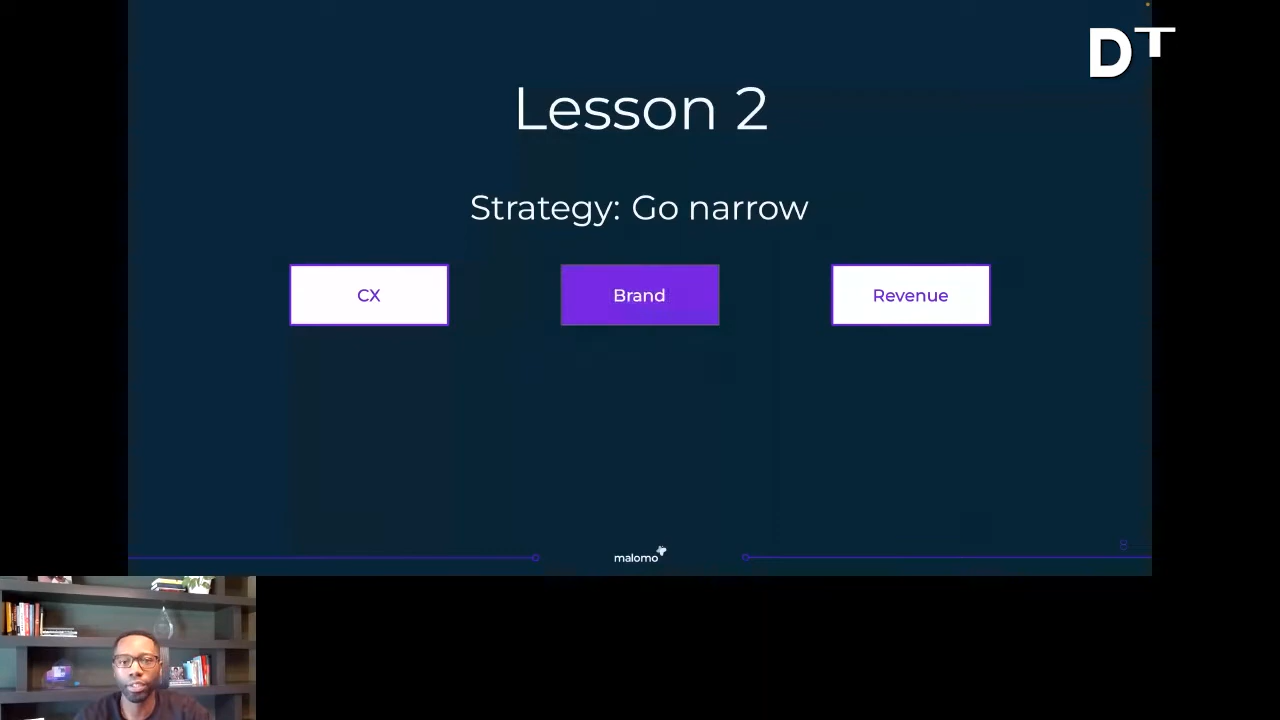 DT
Lesson 2
Strategy: Go narrow
CX
Brand
Revenue
malomo